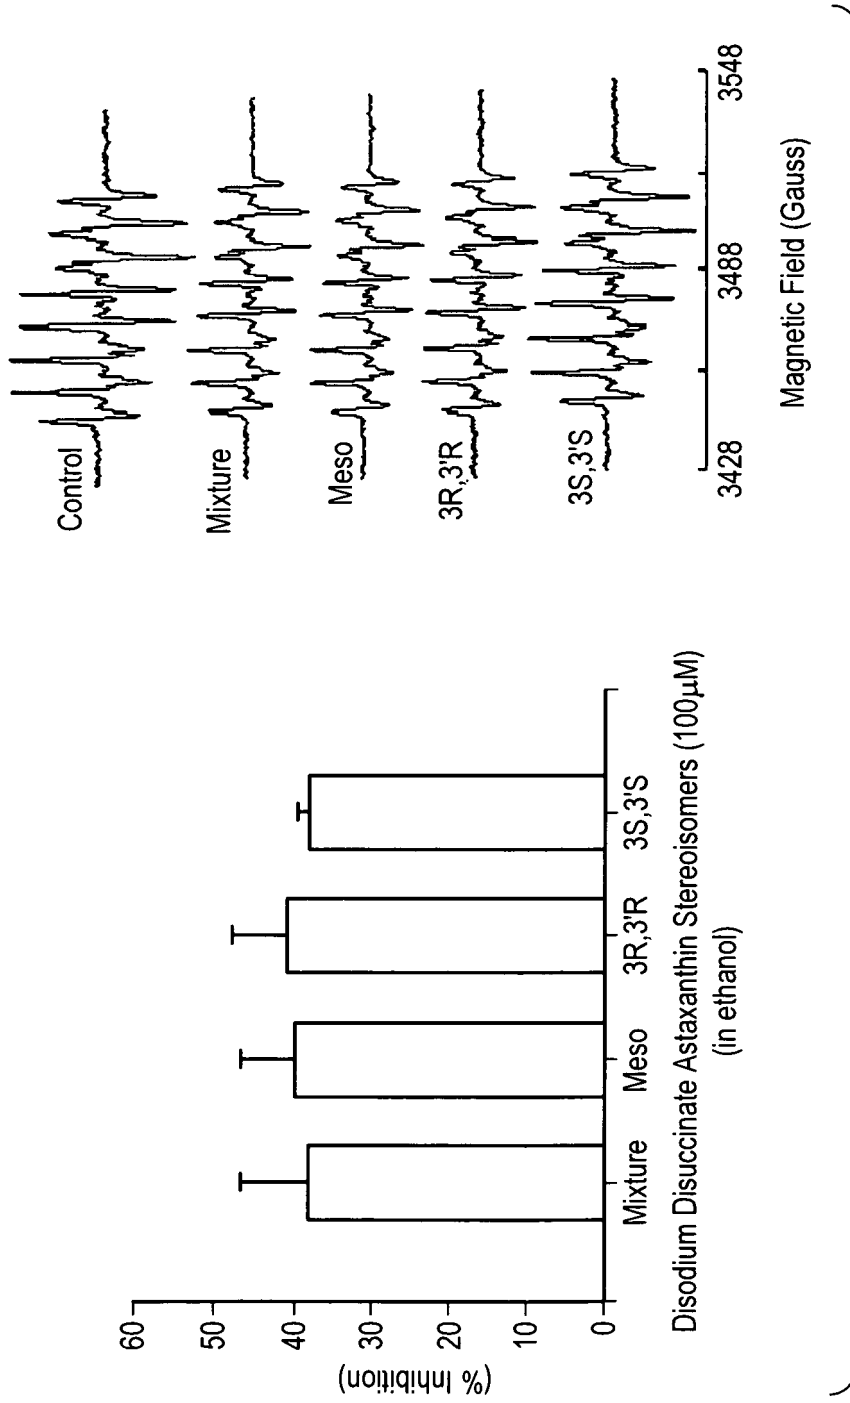 (% Inhibition)
60
50
40
30
20
10
0
Mixture
Meso
3R,3'R
3S,3'S
Disodium Disuccinate Astaxanthin Stereoisomers (100μM)
(in ethanol)
Control
Mixture
Meso
3R,3'R
3S,3'S
3428
3488
3548
Magnetic Field (Gauss)